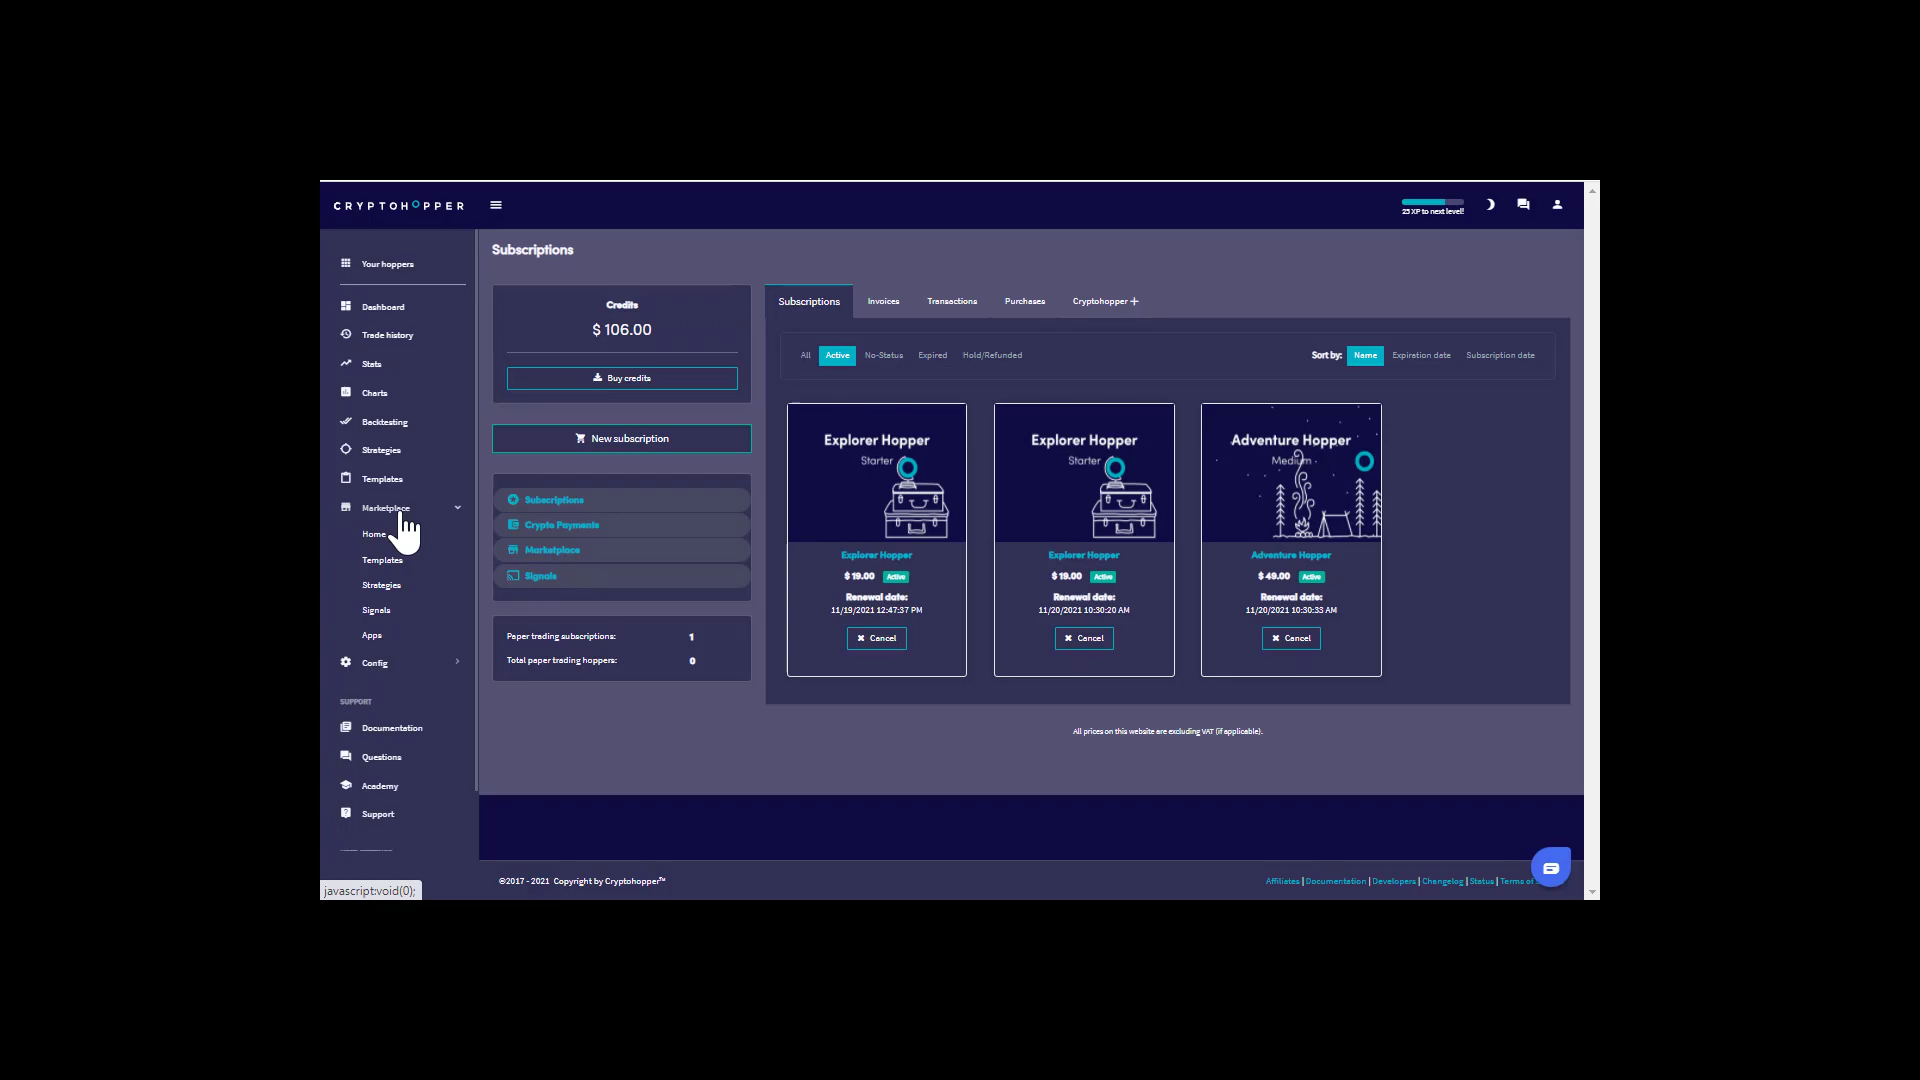 CRYPTOHOPPER
23 XP to next level!
Your hoppers
Dashboard
Trade history
Stats
Charts
Backtesting
Strategies
Templates
Marketplace
Home
Templates
Strategies
Signals
Apps
Config
SUPPORT
Documentation
Questions
Academy
Support
javascript:void(0);
Subscriptions
Credits
$ 106.00
Buy credits
New subscription
Subscriptions
Crypto Payments
Marketplace
Signals
Paper trading subscriptions: 1
Total paper trading hoppers: 0
Subscriptions Invoices Transactions Purchases Cryptohopper +
All Active No-Status Expired Hold/Refunded Sort by: Name Expiration date Subscription date
Explorer Hopper
Starter
Explorer Hopper
$ 19.00 Active
Renewal date:
11/19/2021 12:47:37 PM
Cancel
Explorer Hopper
Starter
Explorer Hopper
$ 19.00 Active
Renewal date:
11/20/2021 10:30:20 AM
Cancel
Adventure Hopper
Medium
Adventure Hopper
$ 49.00 Active
Renewal date:
11/20/2021 10:30:33 AM
Cancel
All prices on this website are excluding VAT (if applicable).
©2017 - 2021 Copyright by Cryptohopper™
Affiliates | Documentation | Developers | Changelog | Status | Terms of